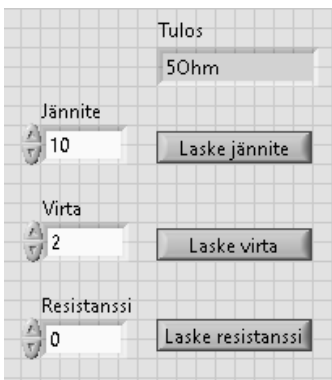 Tulos
5Ohm
Jännite
10
Laske jännite
Virta
2
Laske virta
Resistanssi
0
Laske resistanssi